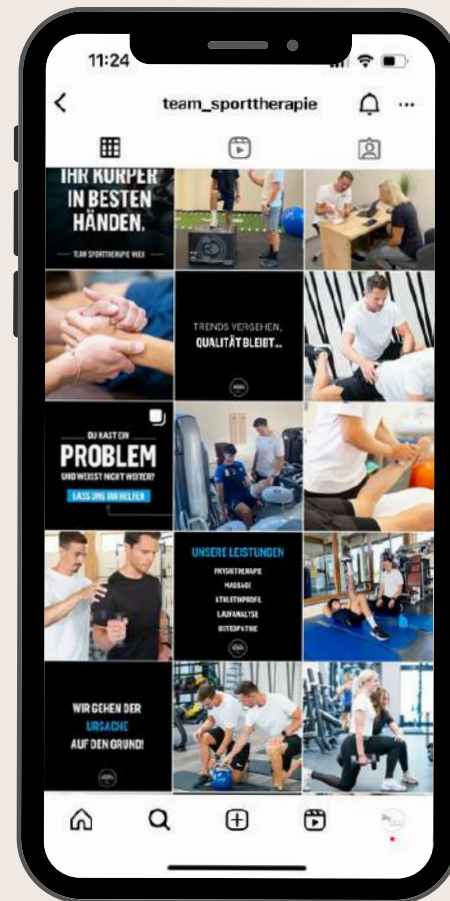 11:24
team_sporttherapie
IHR KÖRPER
IN BESTEN
HÄNDEN.
TEAM SPORTTHERAPIE WIEN
TRENDS VERGEHEN,
QUALITÄT BLEIBT...
DU HAST EIN
PROBLEM
UND WEISST NICHT WEITER?
LASS UNS DIR HELFEN
UNSERE LEISTUNGEN
PHYSIOTHERAPIE
MASSAGE
ATHLETIKPROFIL
LAUFANALYSE
OSTEOPATHIE
WIR GEHEN DER
URSACHE
AUF DEN GRUND!